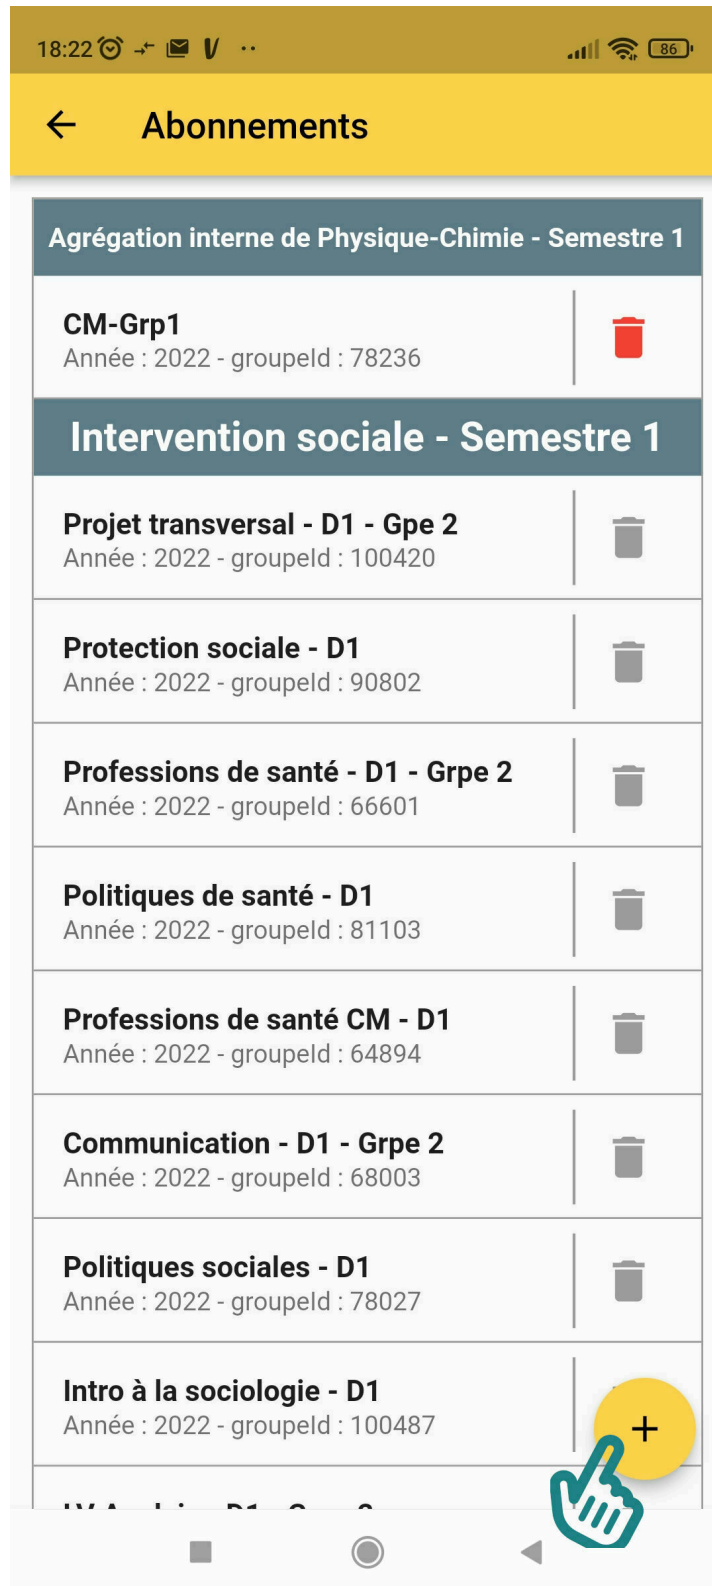 18:22
86
Abonnements
Agrégation interne de Physique-Chimie - Semestre 1
CM-Grp1
Année : 2022 - groupeId : 78236
Intervention sociale - Semestre 1
Projet transversal - D1 - Gpe 2
Année : 2022 - groupeId : 100420
Protection sociale - D1
Année : 2022 - groupeId : 90802
Professions de santé - D1 - Grpe 2
Année : 2022 - groupeId : 66601
Politiques de santé - D1
Année : 2022 - groupeId : 81103
Professions de santé CM - D1
Année : 2022 - groupeId : 64894
Communication - D1 - Grpe 2
Année : 2022 - groupeId : 68003
Politiques sociales - D1
Année : 2022 - groupeId : 78027
Intro à la sociologie - D1
Année : 2022 - groupeId : 100487
+